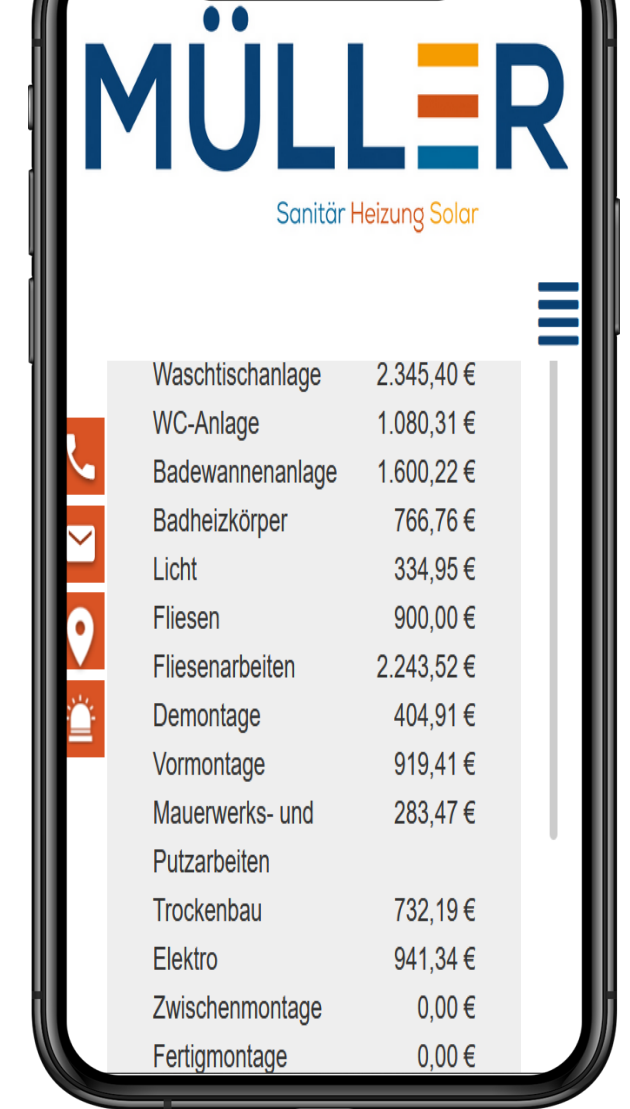 MÜLLER
Sanitär Heizung Solar
Waschtischanlage 2.345,40 €
WC-Anlage 1.080,31 €
Badewannenanlage 1.600,22 €
Badheizkörper 766,76 €
Licht 334,95 €
Fliesen 900,00 €
Fliesenarbeiten 2.243,52 €
Demontage 404,91 €
Vormontage 919,41 €
Mauerwerks- und 283,47 €
Putzarbeiten
Trockenbau 732,19 €
Elektro 941,34 €
Zwischenmontage 0,00 €
Fertigmontage 0,00 €